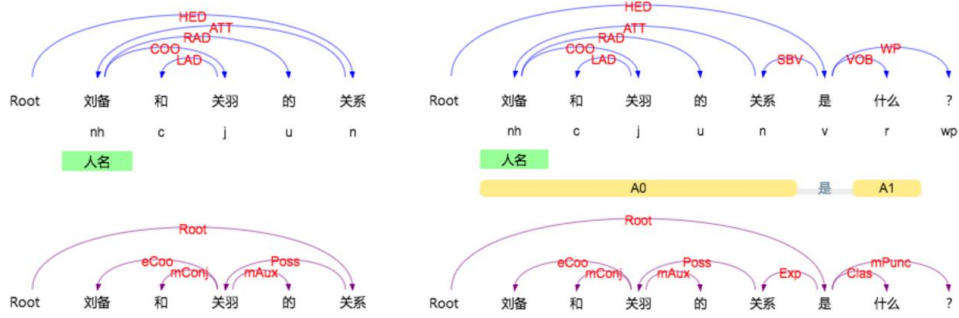 HED
ATT
RAD
COO
LAD
Root 刘备 和 关羽 的 关系
nh c j u n
人名
Root
eCoo Poss
mConj mAux
Root 刘备 和 关羽 的 关系
HED
ATT
RAD
COO WP
LAD SBV VOB
Root 刘备 和 关羽 的 关系 是 什么 ?
nh c j u n v r wp
人名
A0 是 A1
Root
eCoo Poss mPunc
mConj mAux Exp Clas
Root 刘备 和 关羽 的 关系 是 什么 ?